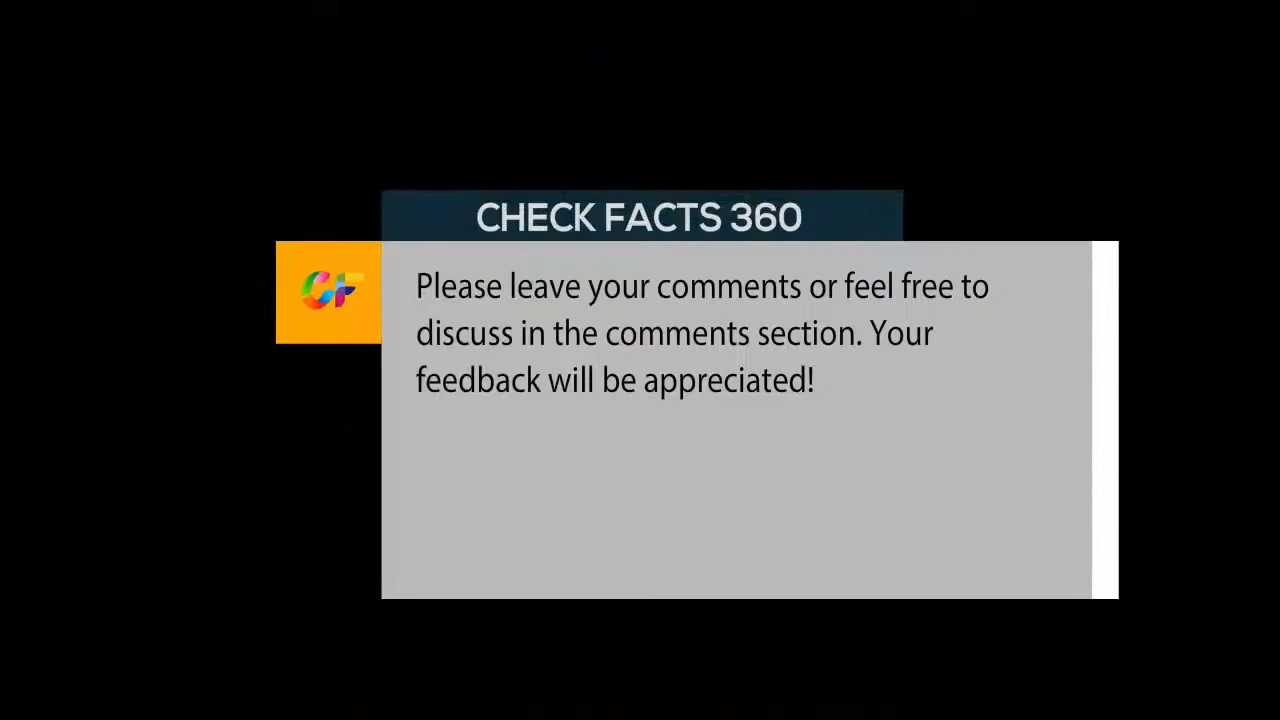 CHECK FACTS 360
CF
Please leave your comments or feel free to
discuss in the comments section. Your
feedback will be appreciated!